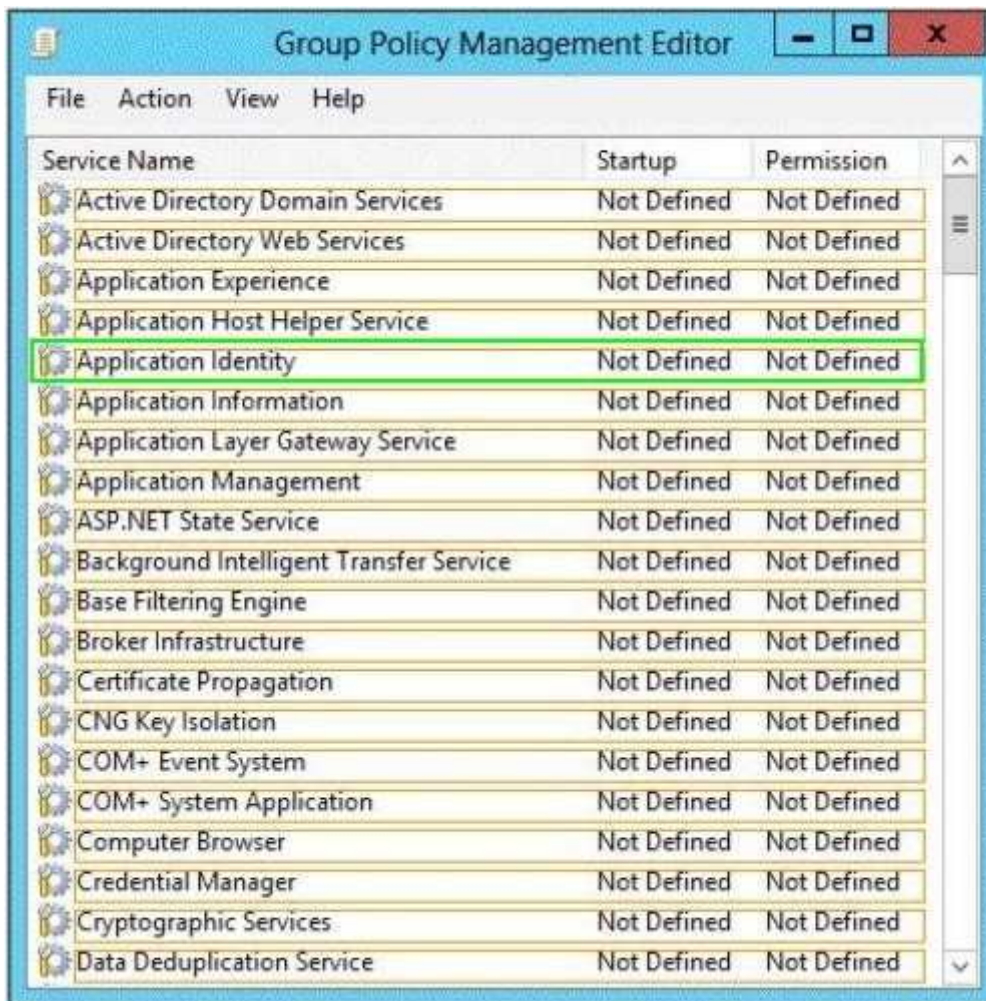 Group Policy Management Editor
File Action View Help
Service Name Startup Permission
Active Directory Domain Services Not Defined Not Defined
Active Directory Web Services Not Defined Not Defined
Application Experience Not Defined Not Defined
Application Host Helper Service Not Defined Not Defined
Application Identity Not Defined Not Defined
Application Information Not Defined Not Defined
Application Layer Gateway Service Not Defined Not Defined
Application Management Not Defined Not Defined
ASP.NET State Service Not Defined Not Defined
Background Intelligent Transfer Service Not Defined Not Defined
Base Filtering Engine Not Defined Not Defined
Broker Infrastructure Not Defined Not Defined
Certificate Propagation Not Defined Not Defined
CNG Key Isolation Not Defined Not Defined
COM+ Event System Not Defined Not Defined
COM+ System Application Not Defined Not Defined
Computer Browser Not Defined Not Defined
Credential Manager Not Defined Not Defined
Cryptographic Services Not Defined Not Defined
Data Deduplication Service Not Defined Not Defined